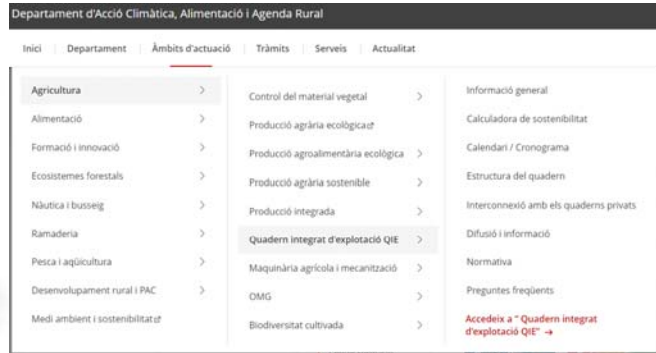 Departament d'Acció Climàtica, Alimentació i Agenda Rural
Inici
Departament
Àmbits d'actuació
Tràmits
Serveis
Actualitat
Agricultura
Alimentació
Formació i innovació
Ecosistemes forestals
Nàutica i busseig
Ramaderia
Pesca i aqüicultura
Desenvolupament rural i PAC
Medi ambient i sostenibilitat
Control del material vegetal
Producció agrària ecològica
Producció agroalimentària ecològica
Producció agrària sostenible
Producció integrada
Quadern integrat d'explotació QIE
Maquinària agrícola i mecanització
OMG
Biodiversitat cultivada
Informació general
Calculadora de sostenibilitat
Calendari / Cronograma
Estructura del quadern
Interconnexió amb els quaderns privats
Difusió i informació
Normativa
Preguntes freqüents
Accedeix a " Quadern integrat
d'explotació QIE" →